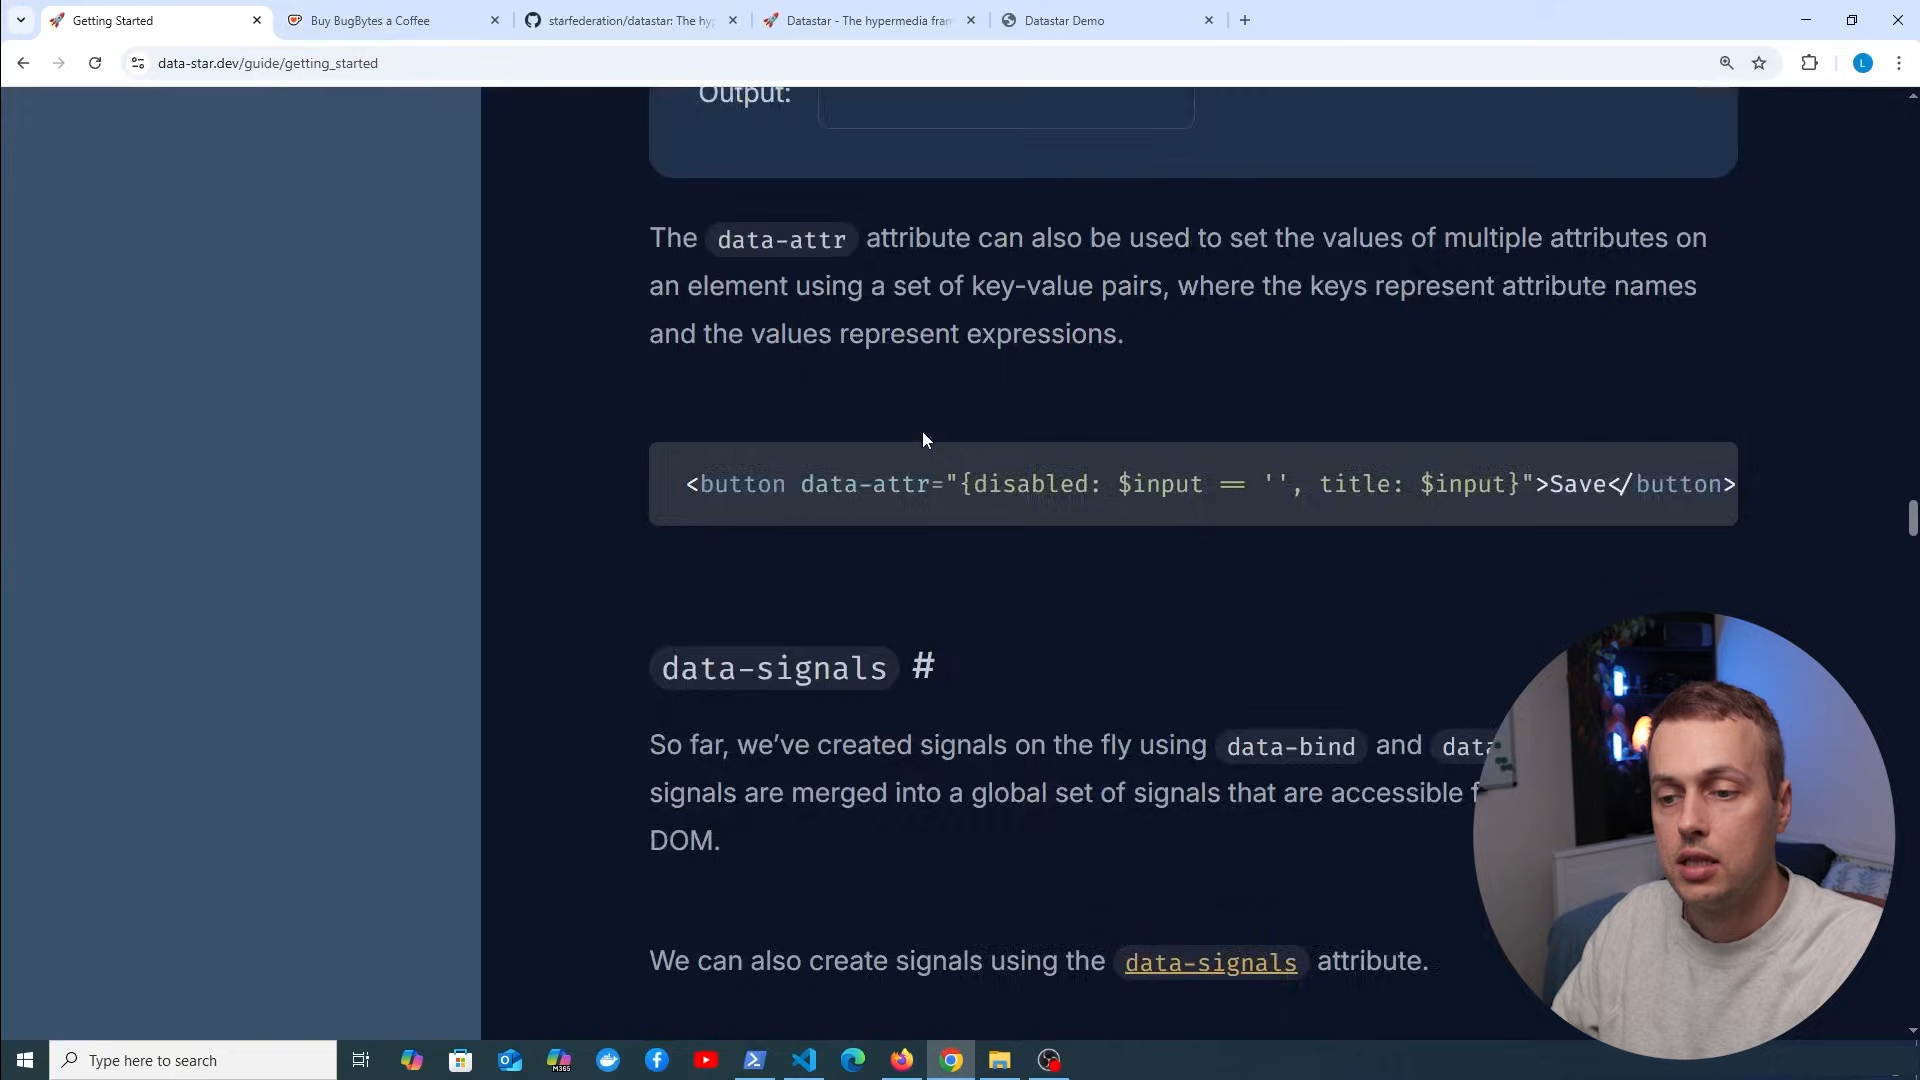 Getting Started
Buy BugBytes a Coffee
starfederation/datastar: The hy
Datastar - The hypermedia fram
Datastar Demo
data-star.dev/guide/getting_started
L
Output:
The data-attr attribute can also be used to set the values of multiple attributes on
an element using a set of key-value pairs, where the keys represent attribute names
and the values represent expressions.
<button data-attr="{disabled: $input == '', title: $input}">Save</button>
data-signals #
So far, we’ve created signals on the fly using data-bind and data
signals are merged into a global set of signals that are accessible f
DOM.
We can also create signals using the data-signals attribute.
Type here to search
M365